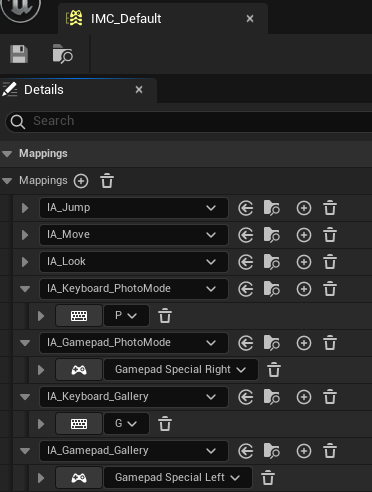 IMC_Default
Details
Search
Mappings
Mappings
IA_Jump
IA_Move
IA_Look
IA_Keyboard_PhotoMode
P
IA_Gamepad_PhotoMode
Gamepad Special Right
IA_Keyboard_Gallery
G
IA_Gamepad_Gallery
Gamepad Special Left